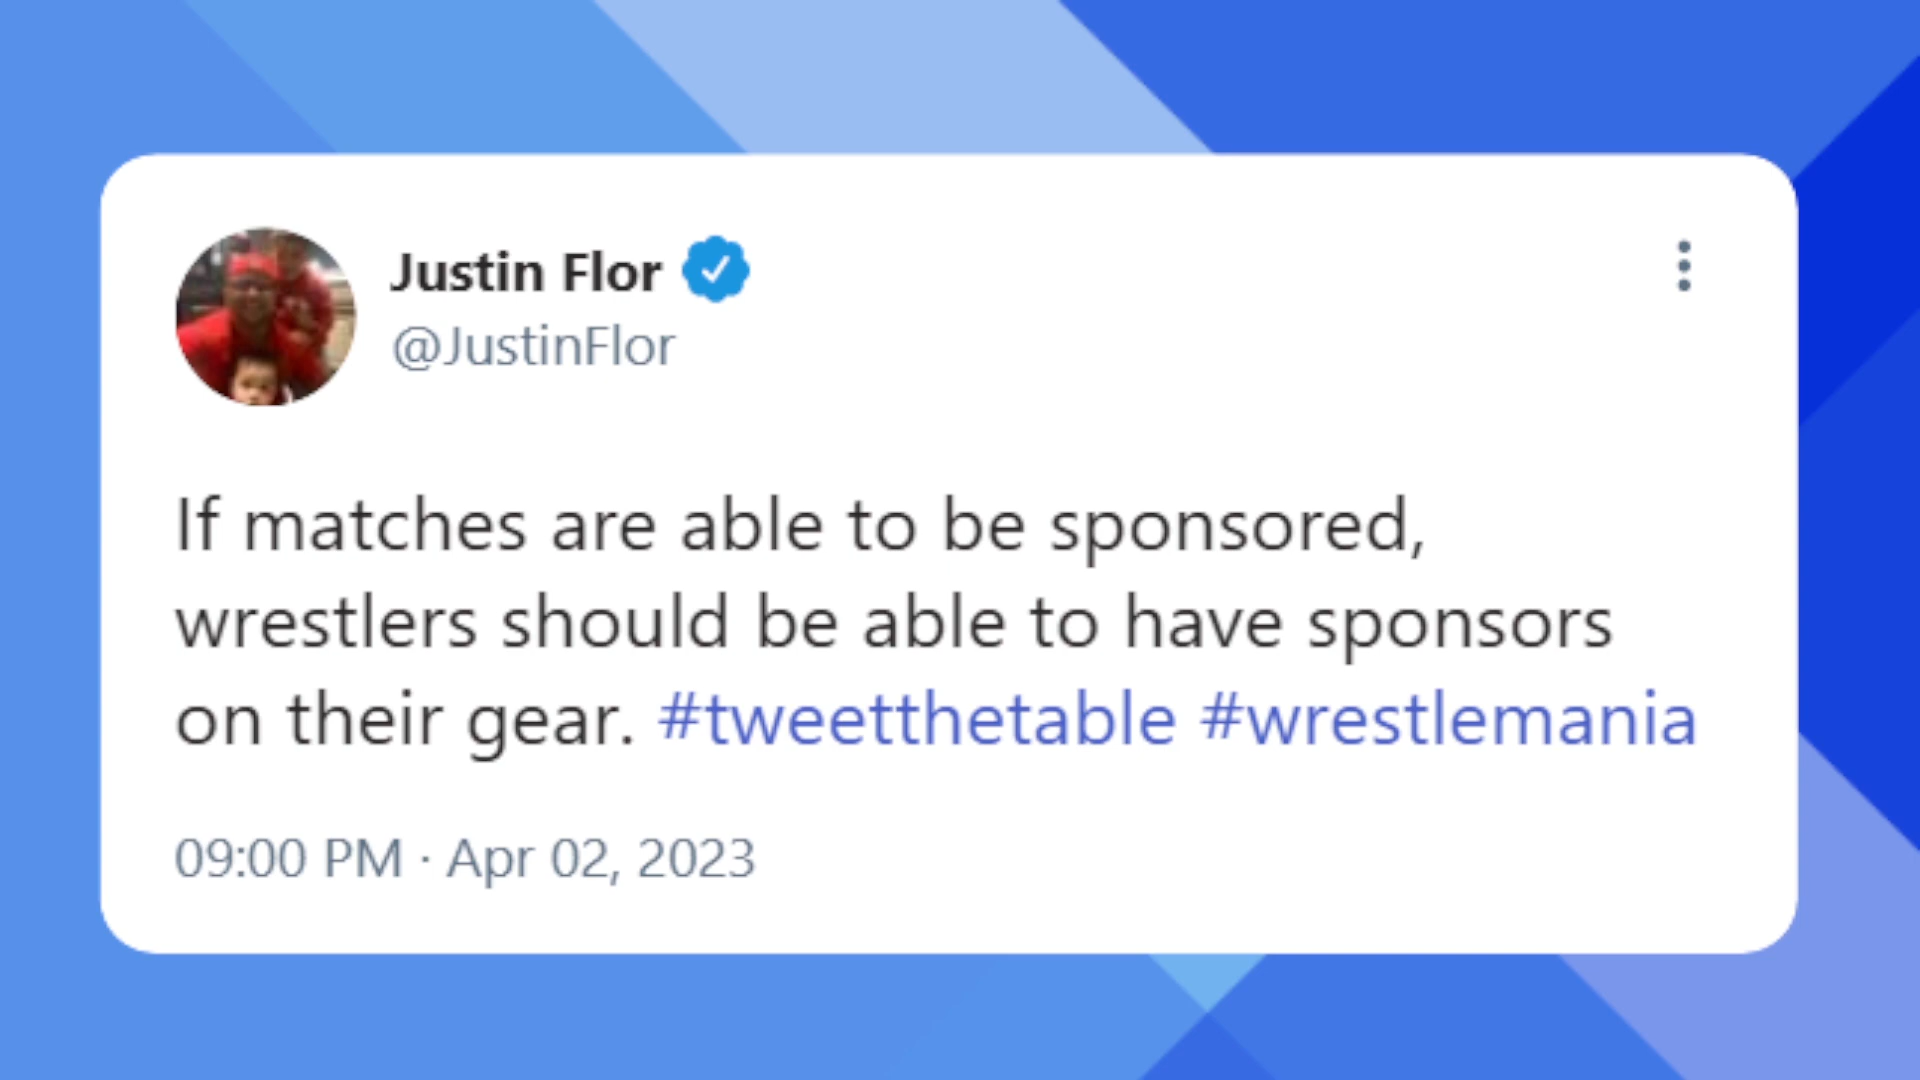 Justin Flor
@JustinFlor
If matches are able to be sponsored,
wrestlers should be able to have sponsors
on their gear. #tweetthetable #wrestlemania
09:00 PM · Apr 02, 2023